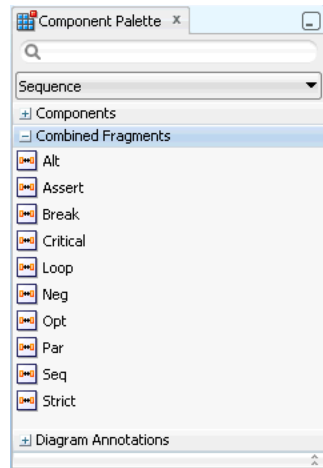 Component Palette
Sequence
Components
Combined Fragments
Alt
Assert
Break
Critical
Loop
Neg
Opt
Par
Seq
Strict
Diagram Annotations